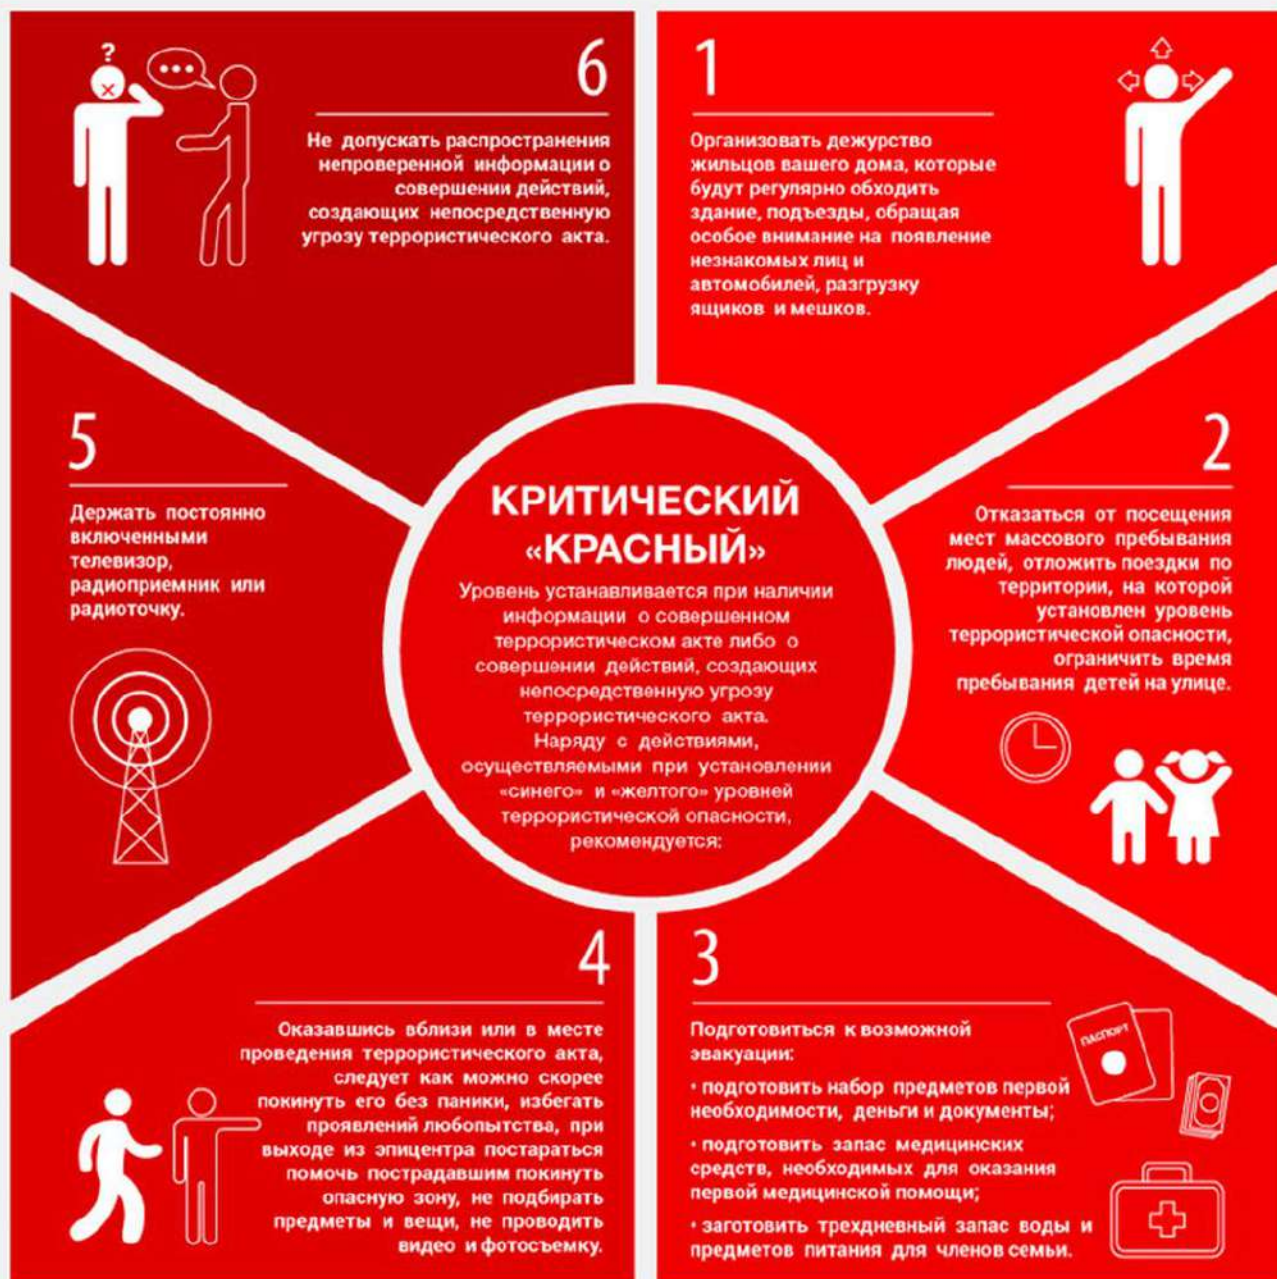 КРИТИЧЕСКИЙ
«КРАСНЫЙ»
Уровень устанавливается при наличии
информации о совершенном
террористическом акте либо о
совершении действий, создающих
непосредственную угрозу
террористического акта.
Наряду с действиями,
осуществляемыми при установлении
«синего» и «желтого» уровней
террористической опасности,
рекомендуется:
1
Организовать дежурство
жильцов вашего дома, которые
будут регулярно обходить
здание, подъезды, обращая
особое внимание на появление
незнакомых лиц и
автомобилей, разгрузку
ящиков и мешков.
2
Отказаться от посещения
мест массового пребывания
людей, отложить поездки по
территории, на которой
установлен уровень
террористической опасности,
ограничить время
пребывания детей на улице.
3
Подготовиться к возможной
эвакуации:
• подготовить набор предметов первой
необходимости, деньги и документы;
• подготовить запас медицинских
средств, необходимых для оказания
первой медицинской помощи;
• заготовить трехдневный запас воды и
предметов питания для членов семьи.
ПАСПОРТ
4
Оказавшись вблизи или в месте
проведения террористического акта,
следует как можно скорее
покинуть его без паники, избегать
проявлений любопытства, при
выходе из эпицентра постараться
помочь пострадавшим покинуть
опасную зону, не подбирать
предметы и вещи, не проводить
видео и фотосъемку.
5
Держать постоянно
включенными
телевизор,
радиоприемник или
радиоточку.
6
Не допускать распространения
непроверенной информации о
совершении действий,
создающих непосредственную
угрозу террористического акта.
?